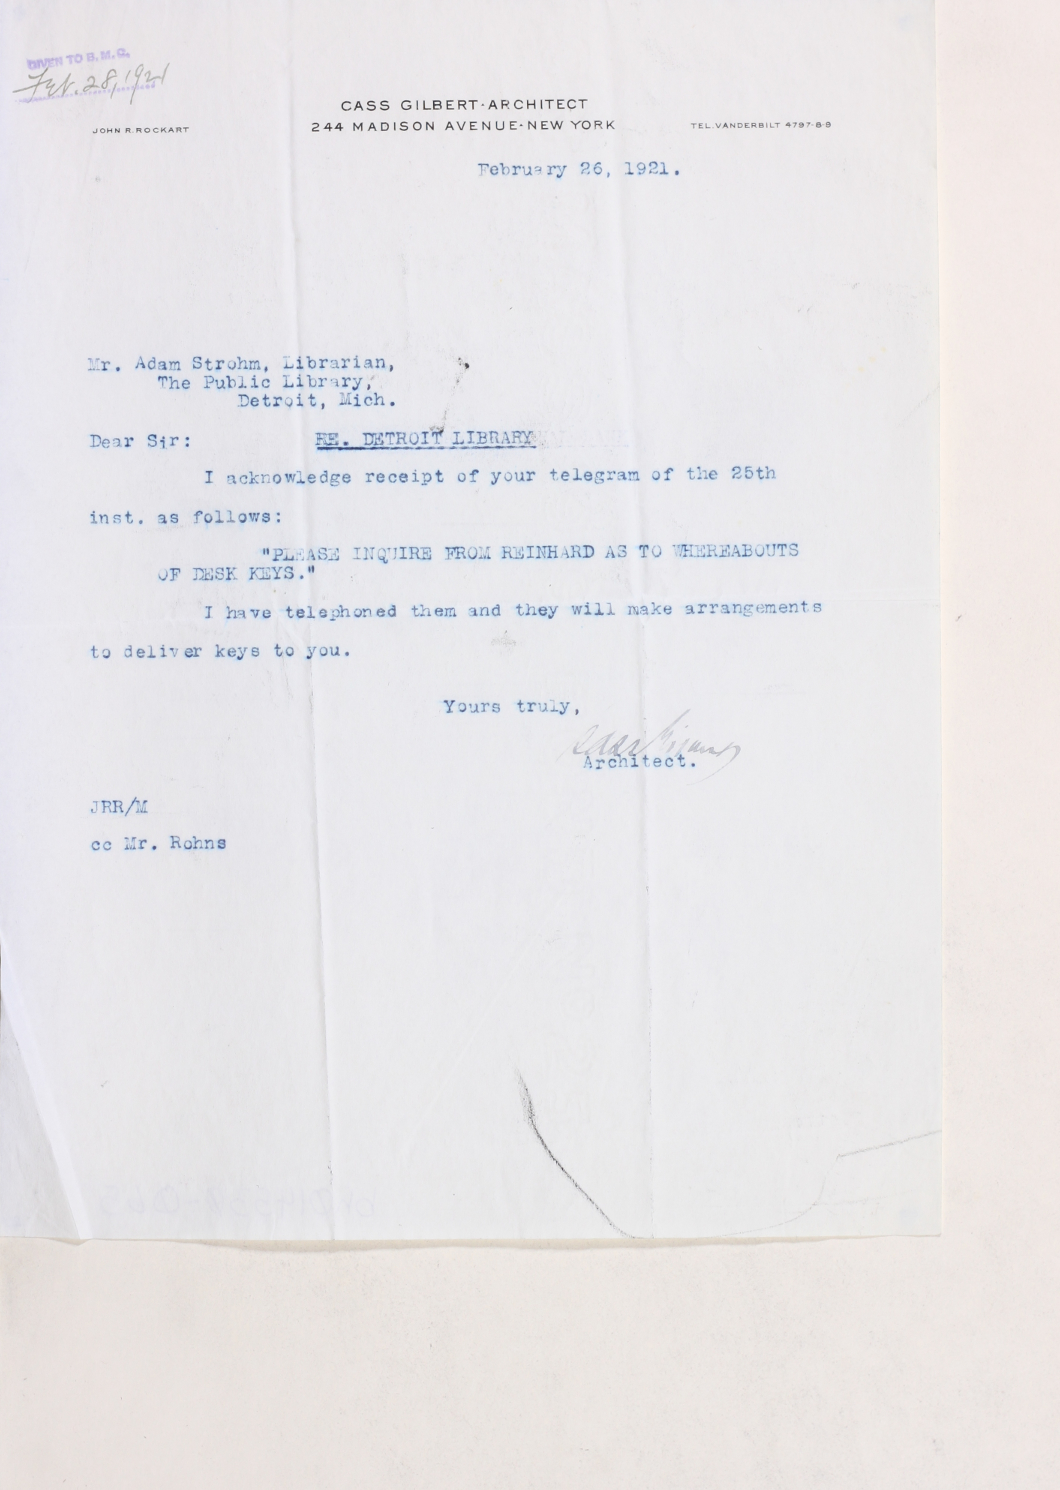 GIVEN TO B.M.C.
Feb. 28, 1921
CASS GILBERT·ARCHITECT
244 MADISON AVENUE·NEW YORK
JOHN R. ROCKART
TEL. VANDERBILT 4797-8-9
February 26, 1921.
Mr. Adam Strohm, Librarian,
The Public Library,
Detroit, Mich.
Dear Sir: RE. DETROIT LIBRARY
I acknowledge receipt of your telegram of the 25th
inst. as follows:
"PLEASE INQUIRE FROM REINHARD AS TO WHEREABOUTS
OF DESK KEYS."
I have telephoned them and they will make arrangements
to deliver keys to you.
Yours truly,
Cass Gilbert
Architect.
JRR/M
cc Mr. Rohns